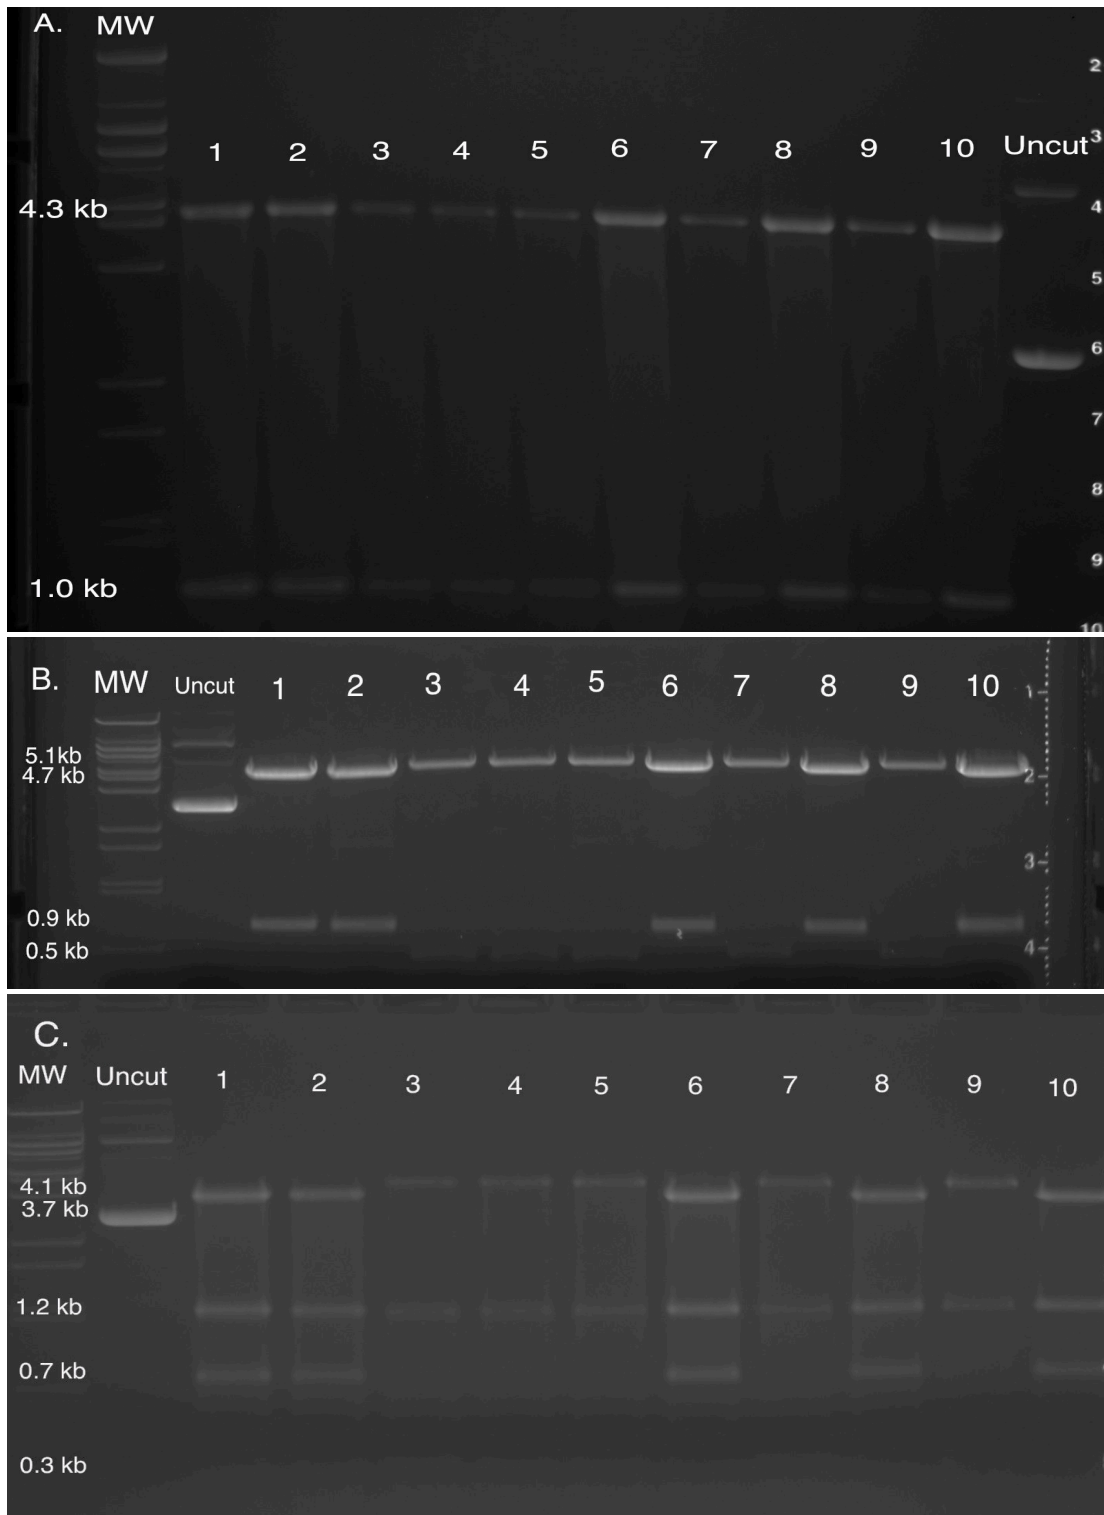 A. MW
2
3
1 2 3 4 5 6 7 8 9 10 Uncut
4.3 kb
4
5
6
7
8
9
1.0 kb
10
B. MW Uncut 1 2 3 4 5 6 7 8 9 10
1
5.1kb
4.7 kb
2
3
0.9 kb
0.5 kb
4
C.
MW Uncut 1 2 3 4 5 6 7 8 9 10
4.1 kb
3.7 kb
1.2 kb
0.7 kb
0.3 kb